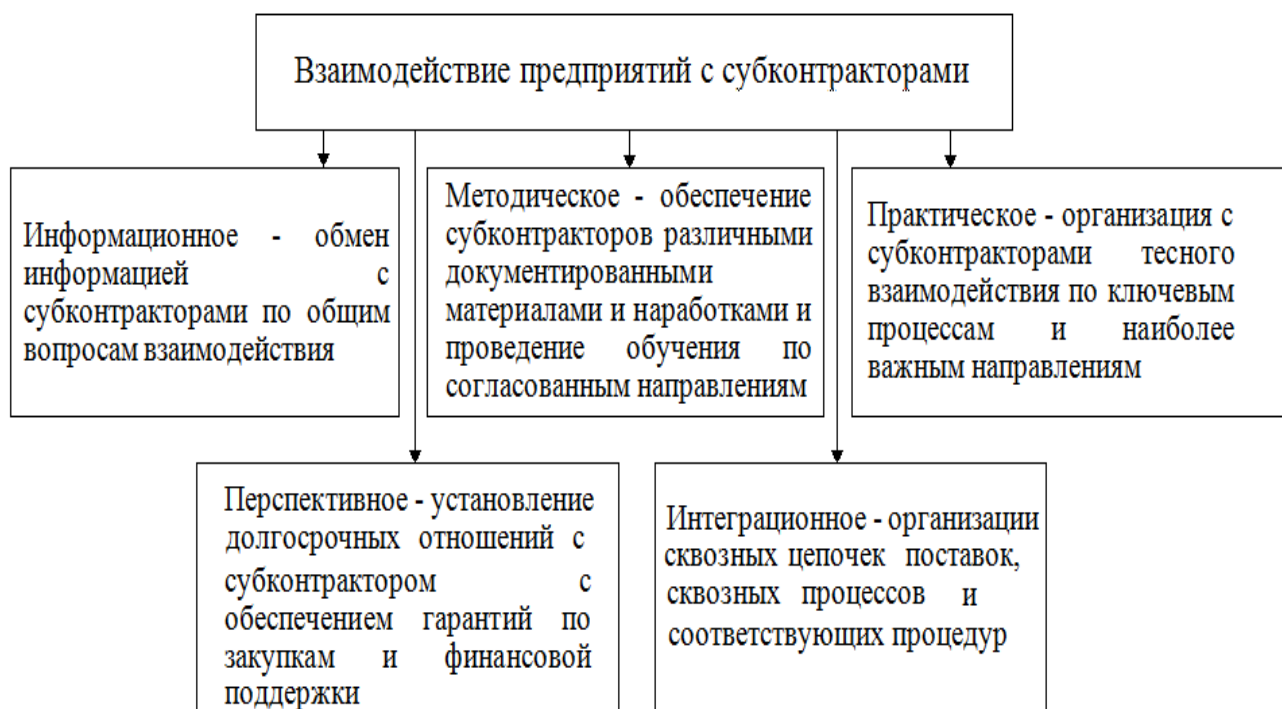 Взаимодействие предприятий с субконтракторами
Информационное - обмен
информацией с
субконтракторами по общим
вопросам взаимодействия
Методическое - обеспечение
субконтракторов различными
документированными
материалами и наработками и
проведение обучения по
согласованным направлениям
Практическое - организация с
субконтракторами тесного
взаимодействия по ключевым
процессам и наиболее
важным направлениям
Перспективное - установление
долгосрочных отношений с
субконтрактором с
обеспечением гарантий по
закупкам и финансовой
поддержки
Интеграционное - организации
сквозных цепочек поставок,
сквозных процессов и
соответствующих процедур